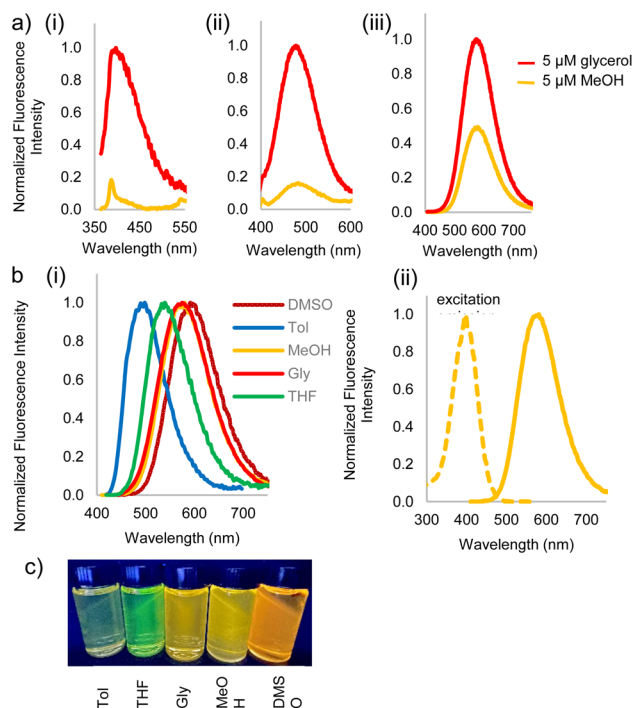 a) (i)
(ii)
(iii)
Normalized Fluorescence
Intensity
1.0
0.8
0.6
0.4
0.2
0.0
350 450 550
Wavelength (nm)
1.0
0.8
0.6
0.4
0.2
0.0
400 500 600
Wavelength (nm)
1.0
0.8
0.6
0.4
0.2
0.0
400 500 600 700
Wavelength (nm)
5 µM glycerol
5 µM MeOH
b (i)
Normalized Fluorescence Intensity
1.0
0.8
0.6
0.4
0.2
0.0
400 500 600 700
Wavelength (nm)
DMSO
Tol
MeOH
Gly
THF
(ii)
Normalized Fluorescence
Intensity
excitation
1.0
0.8
0.6
0.4
0.2
0.0
300 400 500 600 700
Wavelength (nm)
c)
Tol
THF
Gly
MeO
H
DMS
O